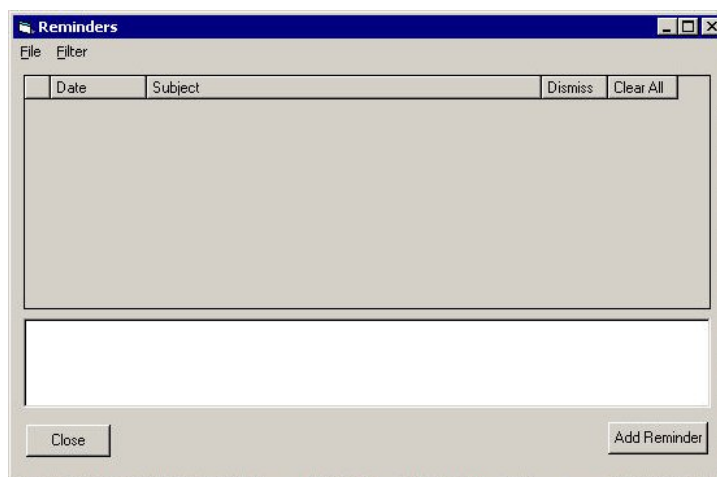 Reminders
File Filter
Date Subject Dismiss Clear All
Close Add Reminder